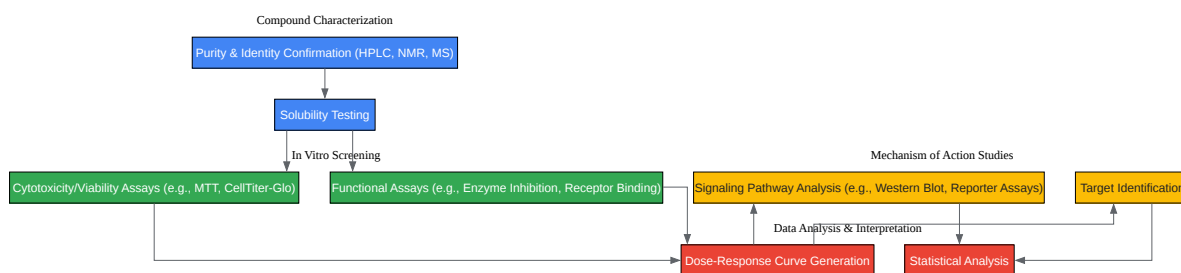 Compound Characterization
Purity & Identity Confirmation (HPLC, NMR, MS)
Solubility Testing
In Vitro Screening
Mechanism of Action Studies
Cytotoxicity/Viability Assays (e.g., MTT, CellTiter-Glo)
Functional Assays (e.g., Enzyme Inhibition, Receptor Binding)
Signaling Pathway Analysis (e.g., Western Blot, Reporter Assays)
Target Identification
Data Analysis & Interpretation
Dose-Response Curve Generation
Statistical Analysis